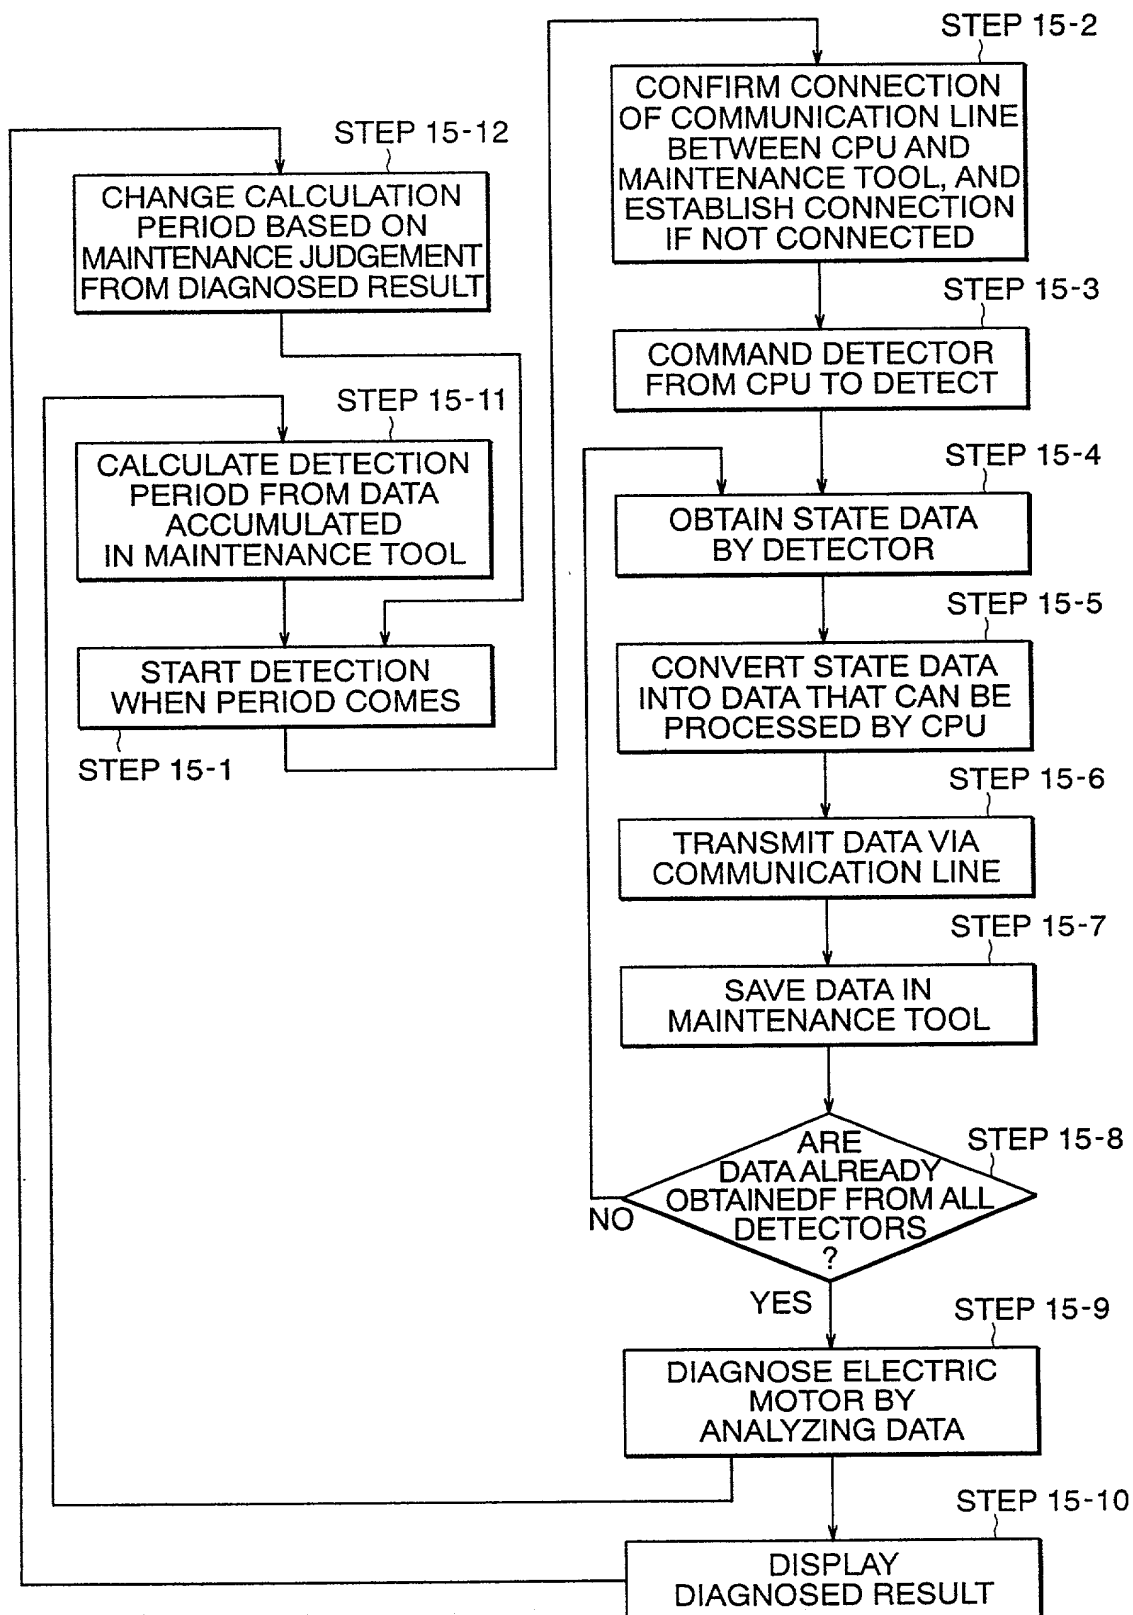 STEP 15-12
CHANGE CALCULATION
PERIOD BASED ON
MAINTENANCE JUDGEMENT
FROM DIAGNOSED RESULT
STEP 15-11
CALCULATE DETECTION
PERIOD FROM DATA
ACCUMULATED
IN MAINTENANCE TOOL
START DETECTION
WHEN PERIOD COMES
STEP 15-1
STEP 15-2
CONFIRM CONNECTION
OF COMMUNICATION LINE
BETWEEN CPU AND
MAINTENANCE TOOL, AND
ESTABLISH CONNECTION
IF NOT CONNECTED
STEP 15-3
COMMAND DETECTOR
FROM CPU TO DETECT
STEP 15-4
OBTAIN STATE DATA
BY DETECTOR
STEP 15-5
CONVERT STATE DATA
INTO DATA THAT CAN BE
PROCESSED BY CPU
STEP 15-6
TRANSMIT DATA VIA
COMMUNICATION LINE
STEP 15-7
SAVE DATA IN
MAINTENANCE TOOL
STEP 15-8
ARE
DATA ALREADY
OBTAINEDF FROM ALL
DETECTORS
?
NO
YES
STEP 15-9
DIAGNOSE ELECTRIC
MOTOR BY
ANALYZING DATA
STEP 15-10
DISPLAY
DIAGNOSED RESULT